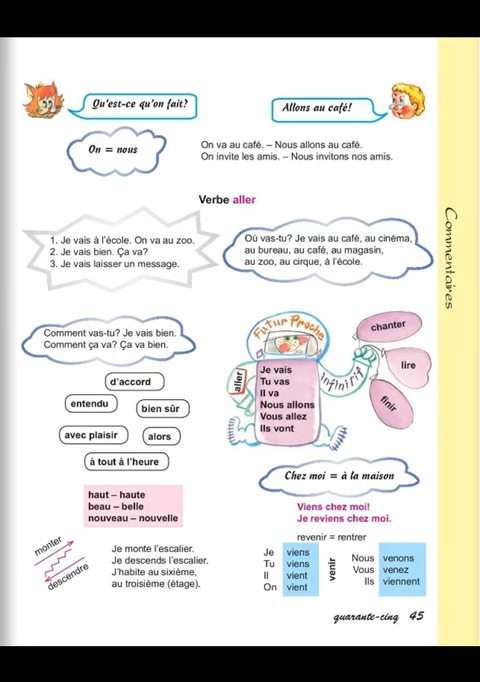 Qu'est-ce qu'on fait?
Allons au café!
On = nous
On va au café. – Nous allons au café.
On invite les amis. – Nous invitons nos amis.
Verbe aller
1. Je vais à l'école. On va au zoo.
2. Je vais bien. Ça va?
3. Je vais laisser un message.
Où vas-tu? Je vais au café, au cinéma,
au bureau, au café, au magasin,
au zoo, au cirque, à l'école.
Commentaires
Comment vas-tu? Je vais bien.
Comment ça va? Ça va bien.
d'accord
entendu
bien sûr
avec plaisir
alors
à tout à l'heure
Futur Proche
aller
Je vais
Tu vas
Il va
Nous allons
Vous allez
Ils vont
Infinitif
chanter
lire
finir
haut – haute
beau – belle
nouveau – nouvelle
Chez moi = à la maison
Viens chez moi!
Je reviens chez moi.
revenir = rentrer
monter
descendre
Je monte l'escalier.
Je descends l'escalier.
J'habite au sixième,
au troisième (étage).
Je viens
Tu viens
Il vient
On vient
venir
Nous venons
Vous venez
Ils viennent
quarante-cinq 45